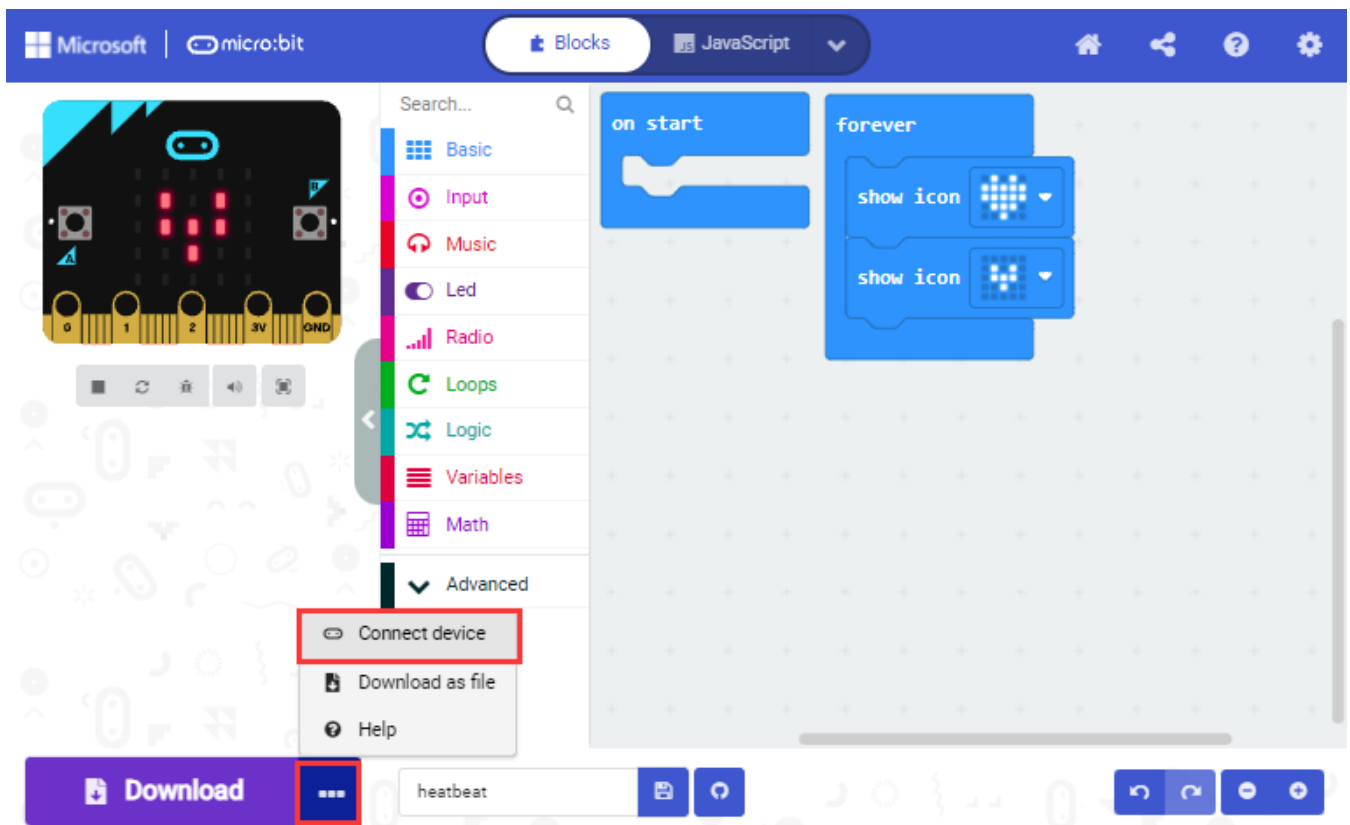 Microsoft micro:bit
Blocks
JS JavaScript
Search...
Basic
Input
Music
Led
Radio
Loops
Logic
Variables
Math
Advanced
on start
forever
show icon
show icon
A
B
0 1 2 3V GND
Connect device
Download as file
Help
Download
heatbeat